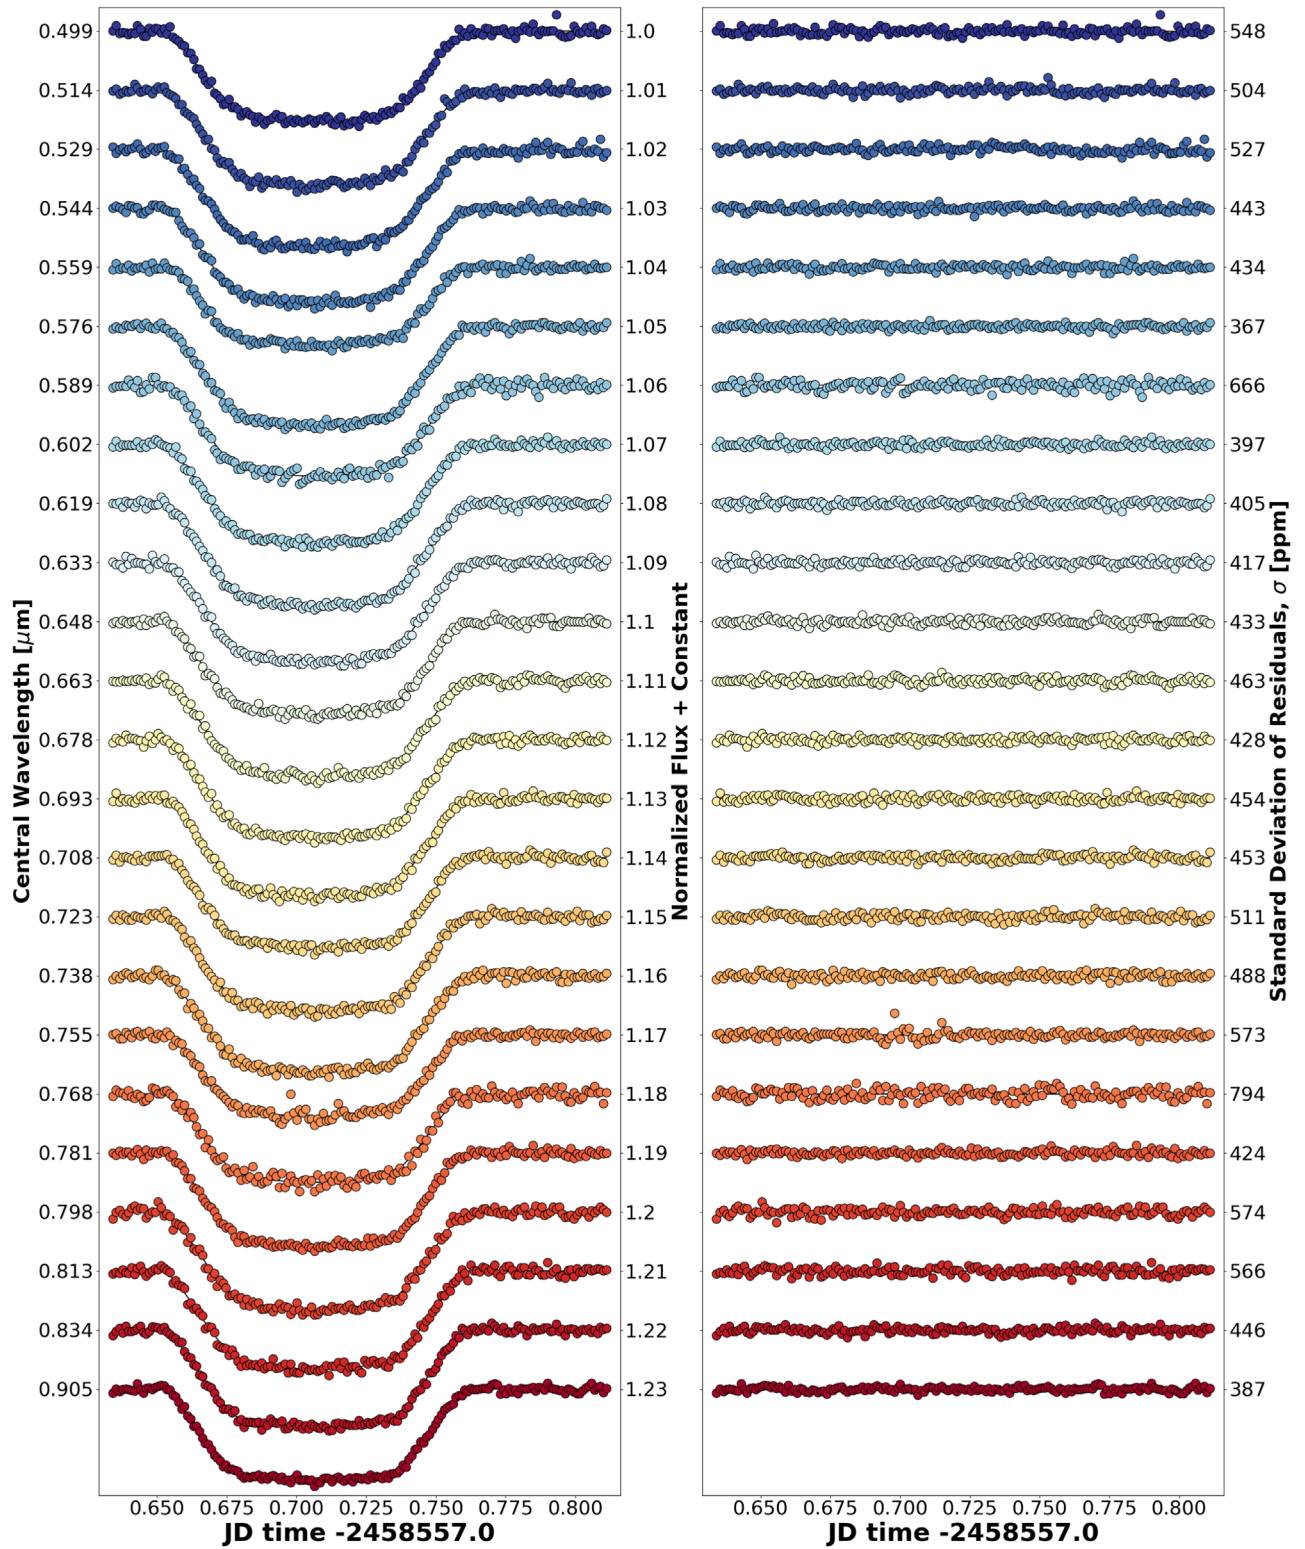 0.499 1.0 548
0.514 1.01 504
0.529 1.02 527
0.544 1.03 443
0.559 1.04 434
0.576 1.05 367
0.589 1.06 666
0.602 1.07 397
0.619 1.08 405
0.633 1.09 417
0.648 1.1 433
0.663 1.11 463
0.678 1.12 428
0.693 1.13 454
0.708 1.14 453
0.723 1.15 511
0.738 1.16 488
0.755 1.17 573
0.768 1.18 794
0.781 1.19 424
0.798 1.2 574
0.813 1.21 566
0.834 1.22 446
0.905 1.23 387
Central Wavelength [μm]
Normalized Flux + Constant
Standard Deviation of Residuals, σ [ppm]
0.650 0.675 0.700 0.725 0.750 0.775 0.800
JD time -2458557.0
0.650 0.675 0.700 0.725 0.750 0.775 0.800
JD time -2458557.0